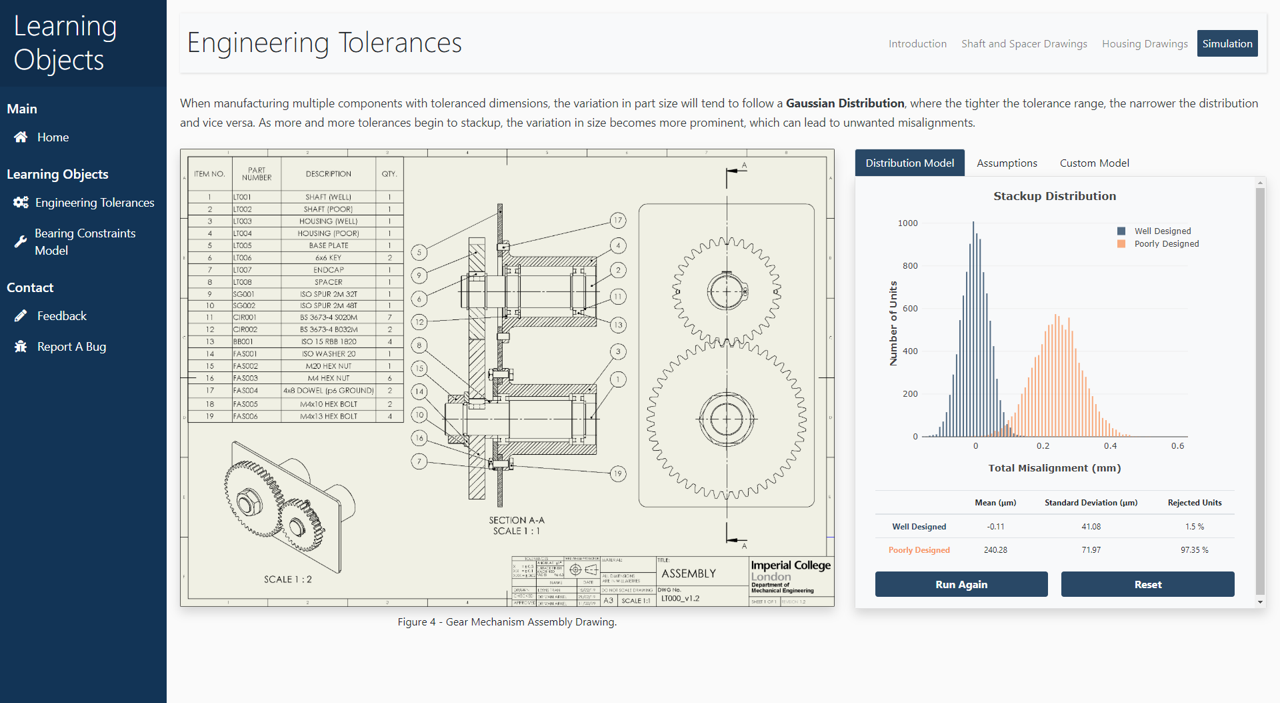 Learning
Objects
Main
Home
Learning Objects
Engineering Tolerances
Bearing Constraints
Model
Contact
Feedback
Report A Bug
Engineering Tolerances
Introduction
Shaft and Spacer Drawings
Housing Drawings
Simulation
When manufacturing multiple components with toleranced dimensions, the variation in part size will tend to follow a Gaussian Distribution, where the tighter the tolerance range, the narrower the distribution
and vice versa. As more and more tolerances begin to stackup, the variation in size becomes more prominent, which can lead to unwanted misalignments.
ITEM NO. PART NUMBER DESCRIPTION QTY.
1 LT001 SHAFT (WELL) 1
2 LT002 SHAFT (POOR) 1
3 LT003 HOUSING (WELL) 1
4 LT004 HOUSING (POOR) 1
5 LT005 BASE PLATE 1
6 LT006 6x6 KEY 2
7 LT007 ENDCAP 1
8 LT008 SPACER 1
9 SG001 ISO SPUR 2M 32T 1
10 SG002 ISO SPUR 2M 48T 1
11 CIR001 BS 3673-4 S020M 7
12 CIR002 BS 3673-4 B032M 2
13 BB001 ISO 15 RBB 1820 4
14 FAS001 ISO WASHER 20 1
15 FAS002 M20 HEX NUT 1
16 FAS003 M4 HEX NUT 6
17 FAS004 4x8 DOWEL (p6 GROUND) 2
18 FAS005 M4x10 HEX BOLT 2
19 FAS006 M4x13 HEX BOLT 4
5
9
6
12
8
15
14
10
16
7
17
4
2
11
13
3
1
19
A
A
SECTION A-A
SCALE 1 : 1
SCALE 1 : 2
TITLE:
ASSEMBLY
DWG No.
LT000_v1.2
A3
SCALE 1:1
Imperial College
London
Department of
Mechanical Engineering
Figure 4 - Gear Mechanism Assembly Drawing.
Distribution Model
Assumptions
Custom Model
Stackup Distribution
Well Designed
Poorly Designed
Number of Units
1000
800
600
400
200
0
0 0.2 0.4 0.6
Total Misalignment (mm)
Mean (μm) Standard Deviation (μm) Rejected Units
Well Designed -0.11 41.08 1.5 %
Poorly Designed 240.28 71.97 97.35 %
Run Again
Reset